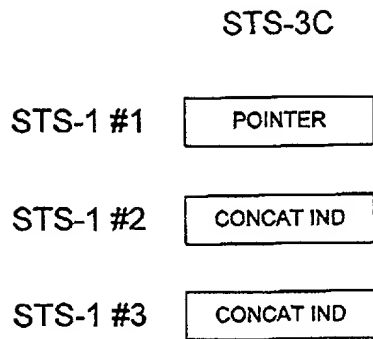 STS-3C
STS-1 #1 POINTER
STS-1 #2 CONCAT IND
STS-1 #3 CONCAT IND